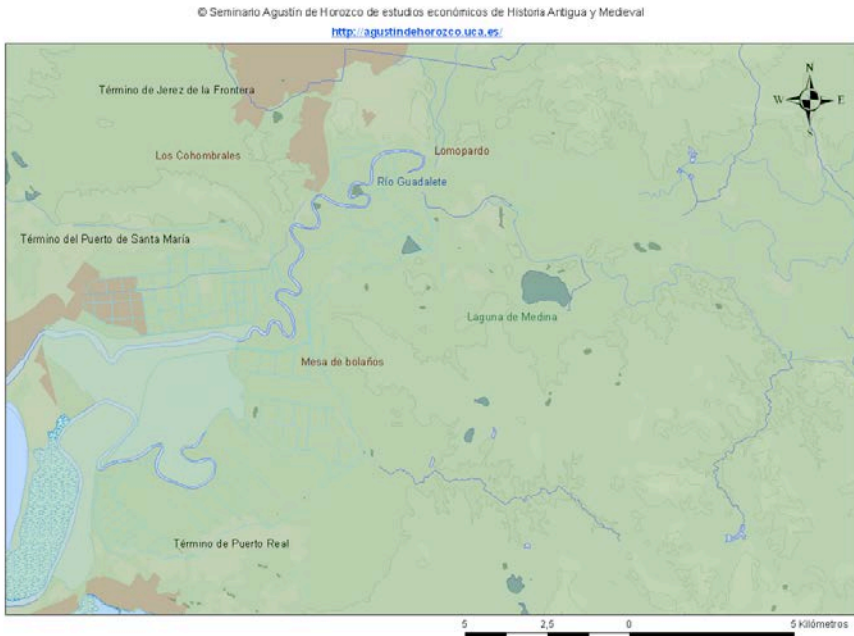 © Seminario Agustín de Horozco de estudios económicos de Historia Antigua y Medieval
http://agustindehorozco.uca.es/
N
W E
S
Término de Jerez de la Frontera
Los Cohombrales
Lomopardo
Río Guadalete
Término del Puerto de Santa María
Laguna de Medina
Mesa de bolaños
Término de Puerto Real
5 2,5 0 5 Kilómetros